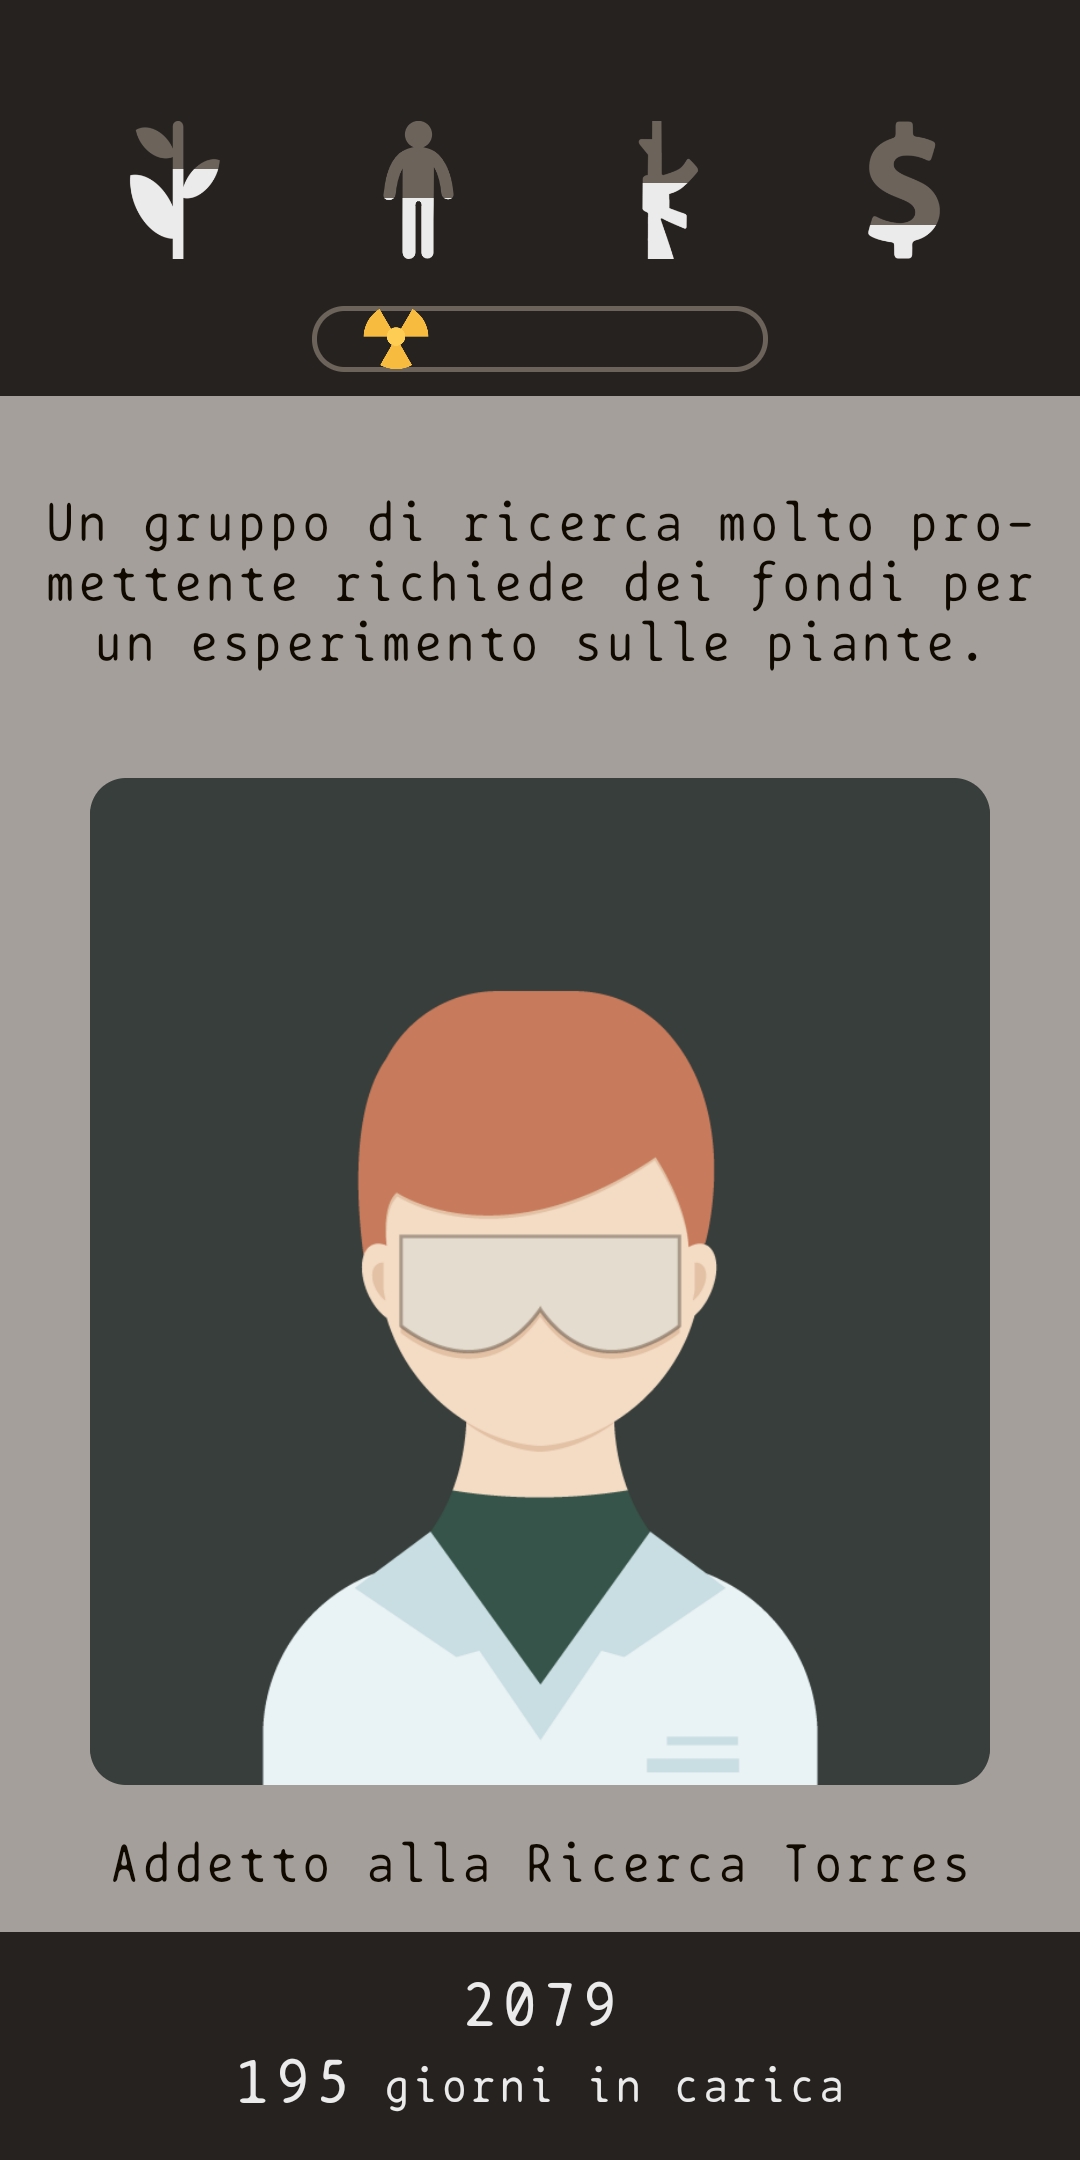 Un gruppo di ricerca molto pro-
mettente richiede dei fondi per
un esperimento sulle piante.
Addetto alla Ricerca Torres
2079
195 giorni in carica